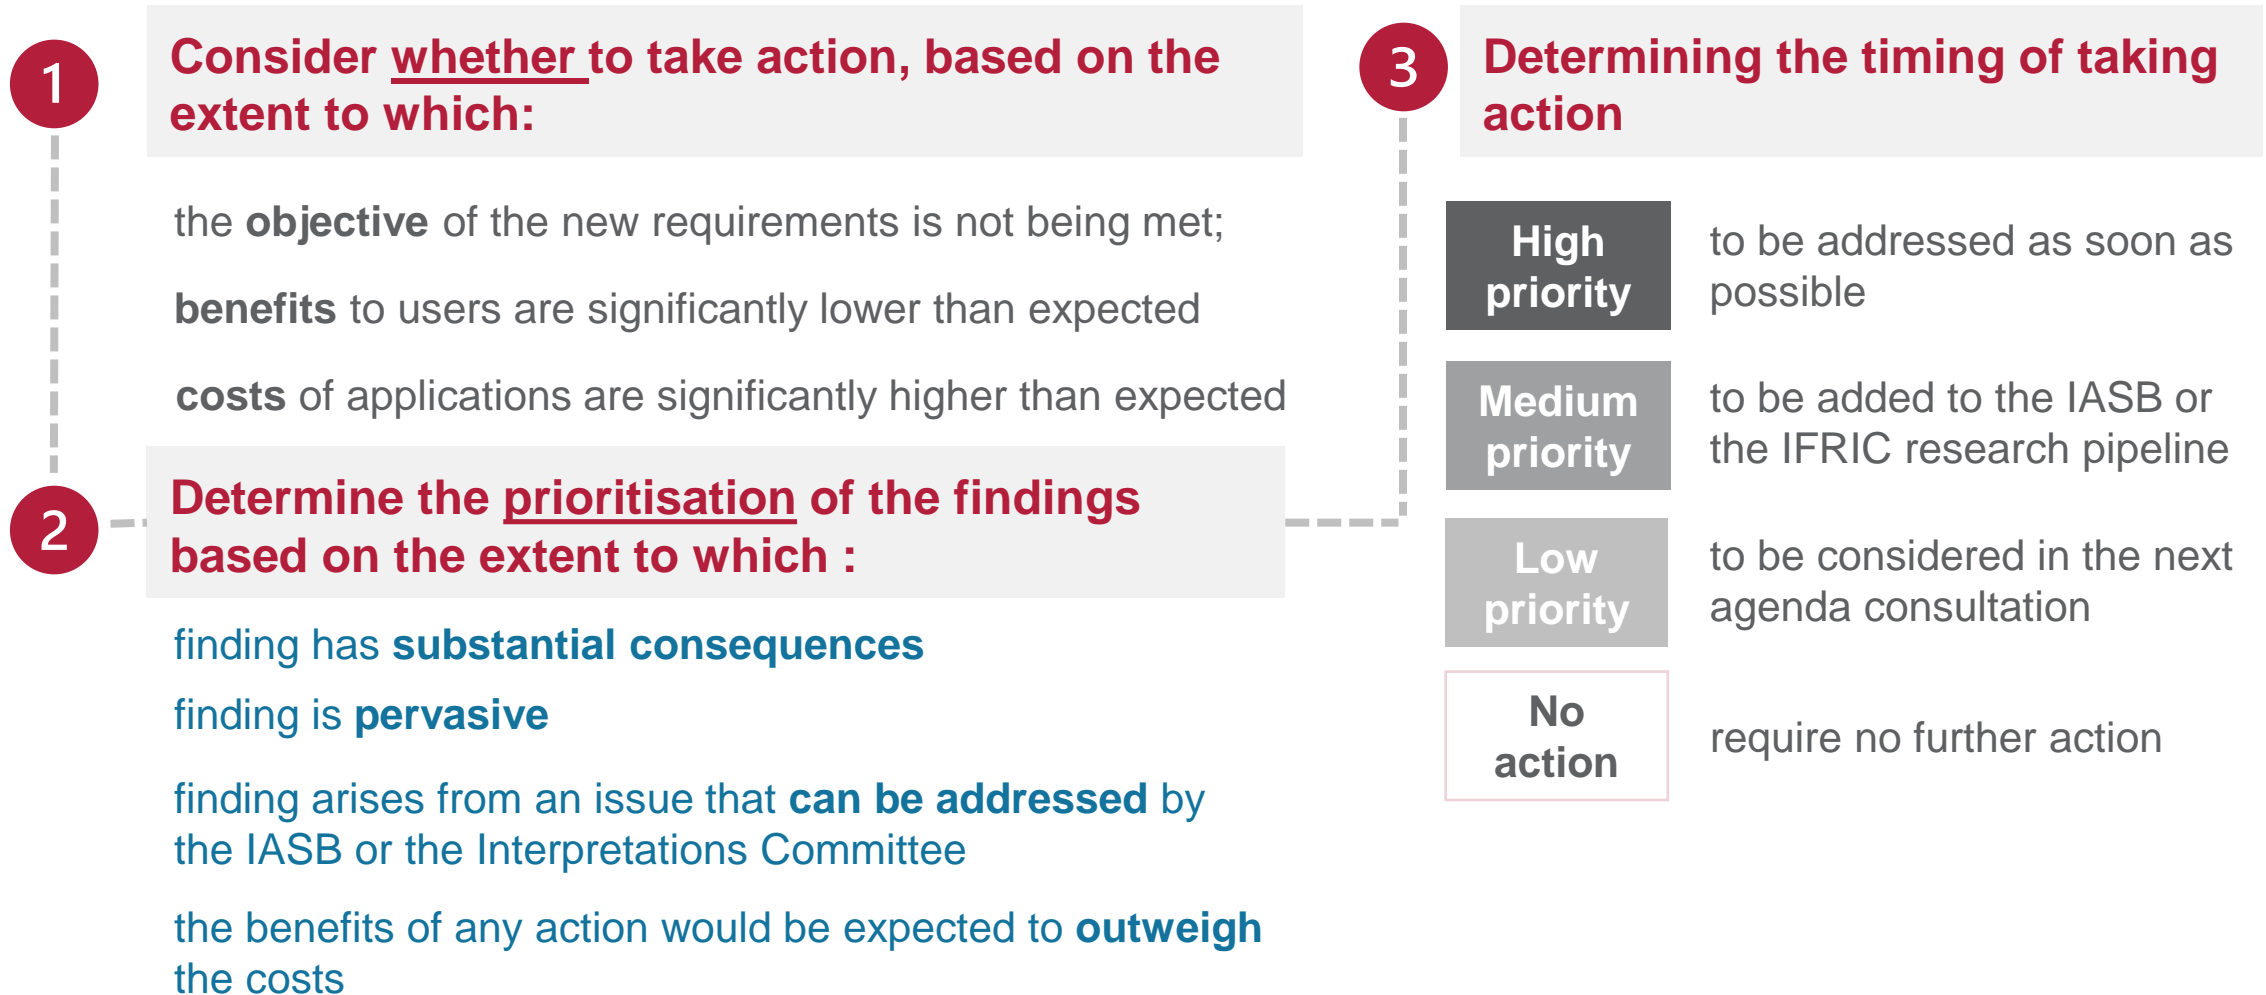 1
Consider whether to take action, based on the
extent to which:
the objective of the new requirements is not being met;
benefits to users are significantly lower than expected
costs of applications are significantly higher than expected
2
Determine the prioritisation of the findings
based on the extent to which :
finding has substantial consequences
finding is pervasive
finding arises from an issue that can be addressed by
the IASB or the Interpretations Committee
the benefits of any action would be expected to outweigh
the costs
3
Determining the timing of taking
action
High
priority
to be addressed as soon as
possible
Medium
priority
to be added to the IASB or
the IFRIC research pipeline
Low
priority
to be considered in the next
agenda consultation
No
action
require no further action